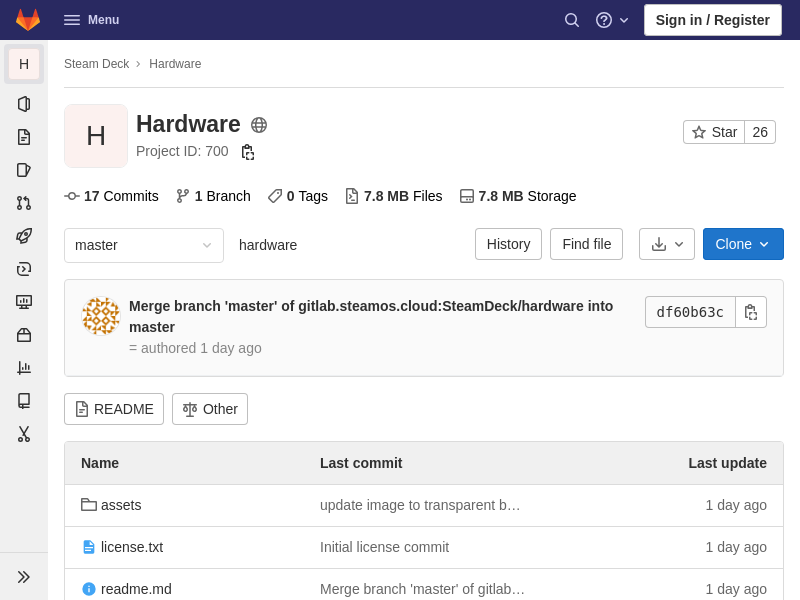 Menu
Sign in / Register
H
Steam Deck › Hardware
H
Hardware
Project ID: 700
Star 26
17 Commits 1 Branch 0 Tags 7.8 MB Files 7.8 MB Storage
master hardware History Find file Clone
Merge branch 'master' of gitlab.steamos.cloud:SteamDeck/hardware into
master
= authored 1 day ago
df60b63c
README Other
Name Last commit Last update
assets update image to transparent b… 1 day ago
license.txt Initial license commit 1 day ago
readme.md Merge branch 'master' of gitlab… 1 day ago